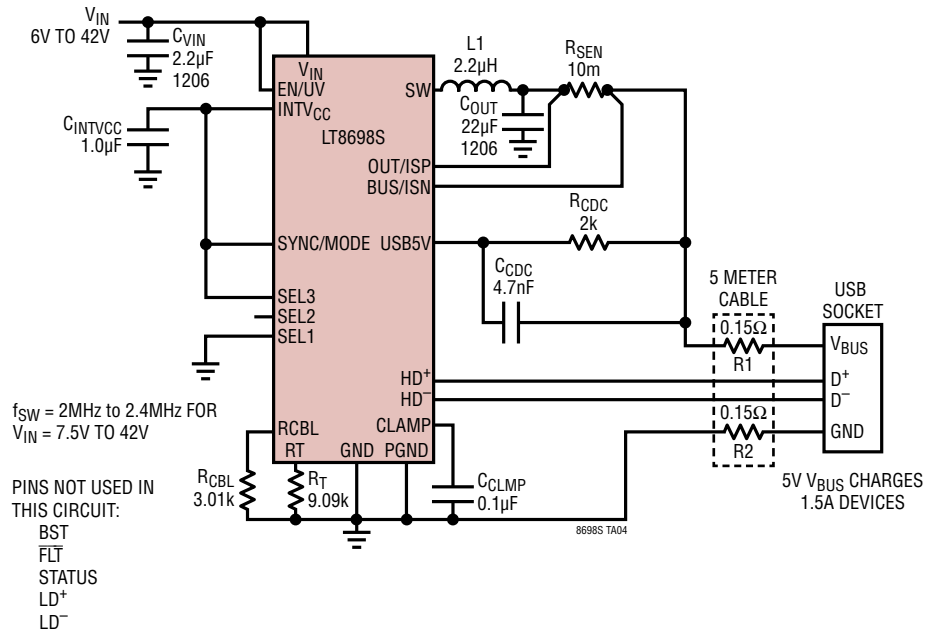 VIN
6V TO 42V
CVIN
2.2µF
1206
VIN
EN/UV
INTVCC
CINTVCC
1.0µF
LT8698S
SW
L1
2.2µH
RSEN
10m
COUT
22µF
1206
OUT/ISP
BUS/ISN
RCDC
2k
SYNC/MODE
USB5V
CCDC
4.7nF
SEL3
SEL2
SEL1
5 METER
CABLE
0.15Ω
R1
USB
SOCKET
VBUS
D+
D–
GND
HD+
HD–
0.15Ω
R2
fSW = 2MHz to 2.4MHz FOR
VIN = 7.5V TO 42V
RCBL
CLAMP
RT
GND
PGND
RCBL
3.01k
RT
9.09k
CCLMP
0.1µF
5V VBUS CHARGES
1.5A DEVICES
8698S TA04
PINS NOT USED IN
THIS CIRCUIT:
BST
FLT
STATUS
LD+
LD–